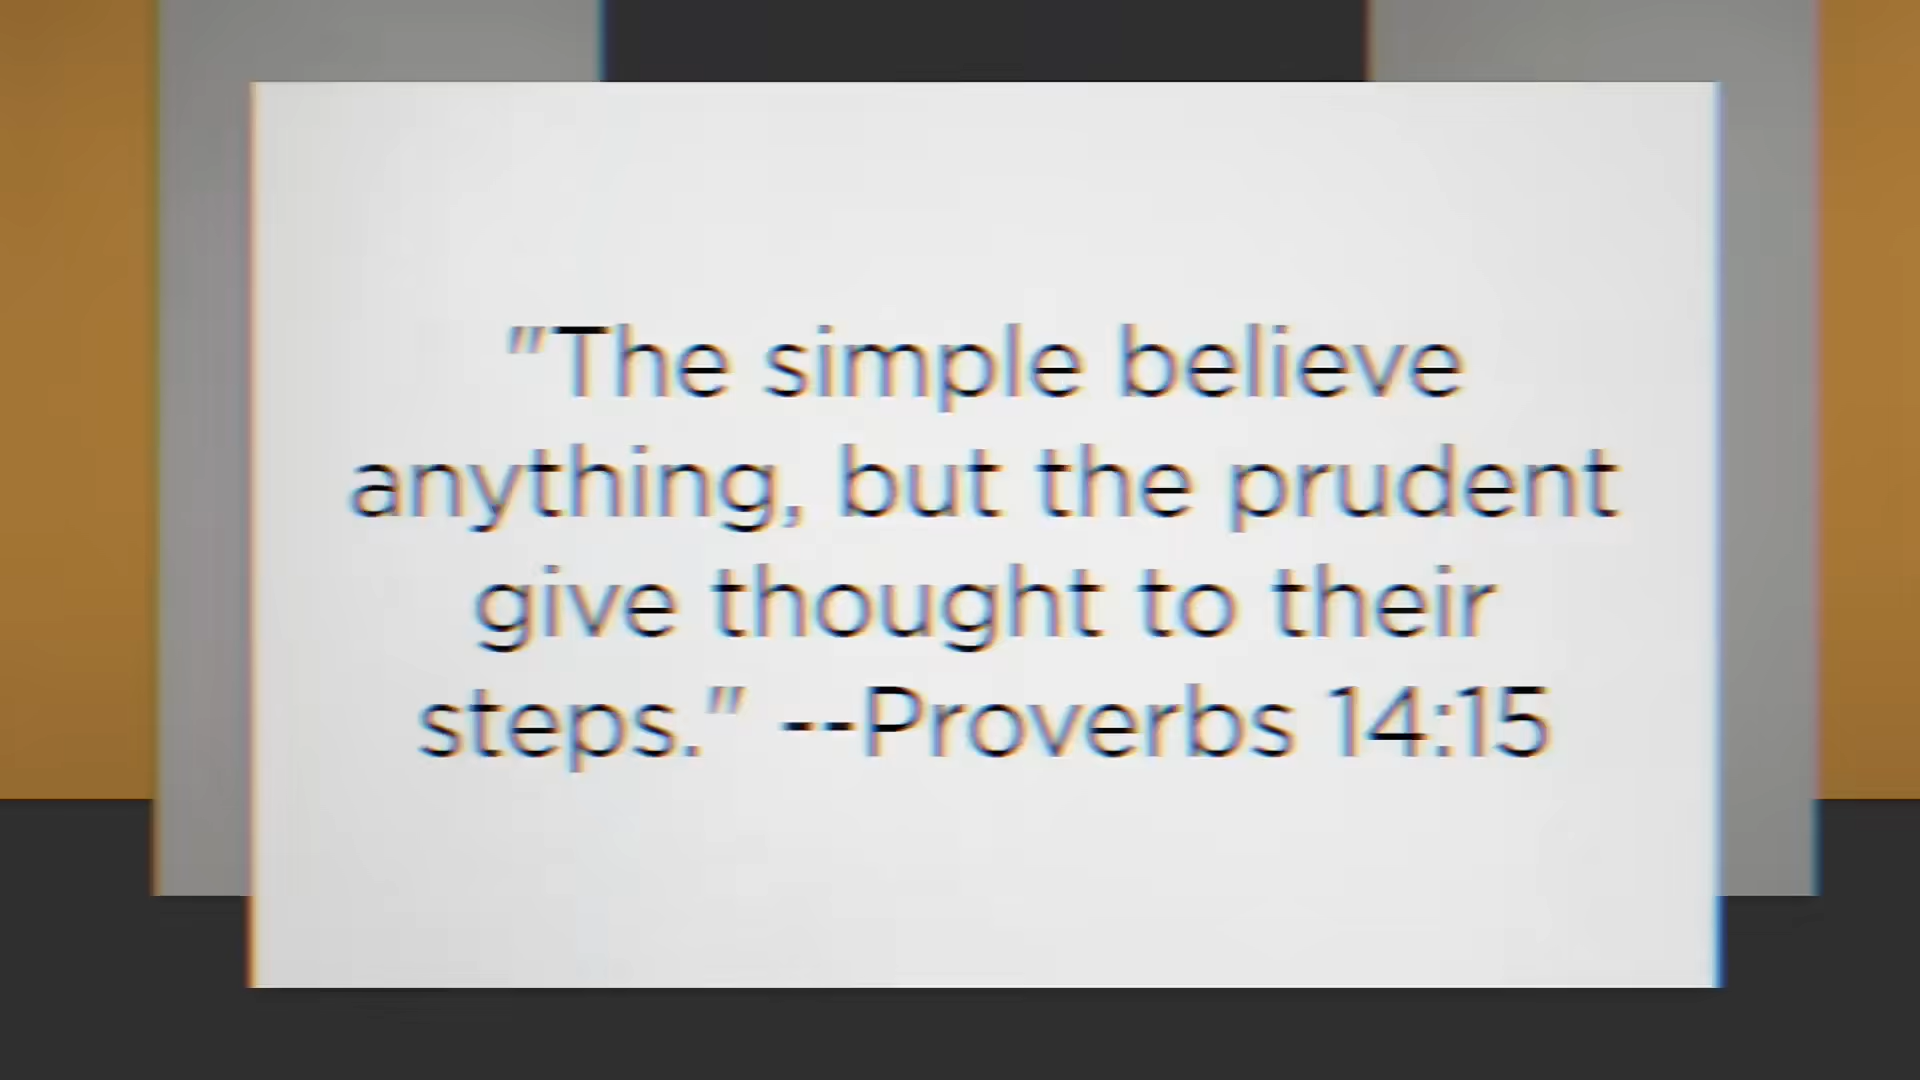 "The simple believe
anything, but the prudent
give thought to their
steps." --Proverbs 14:15